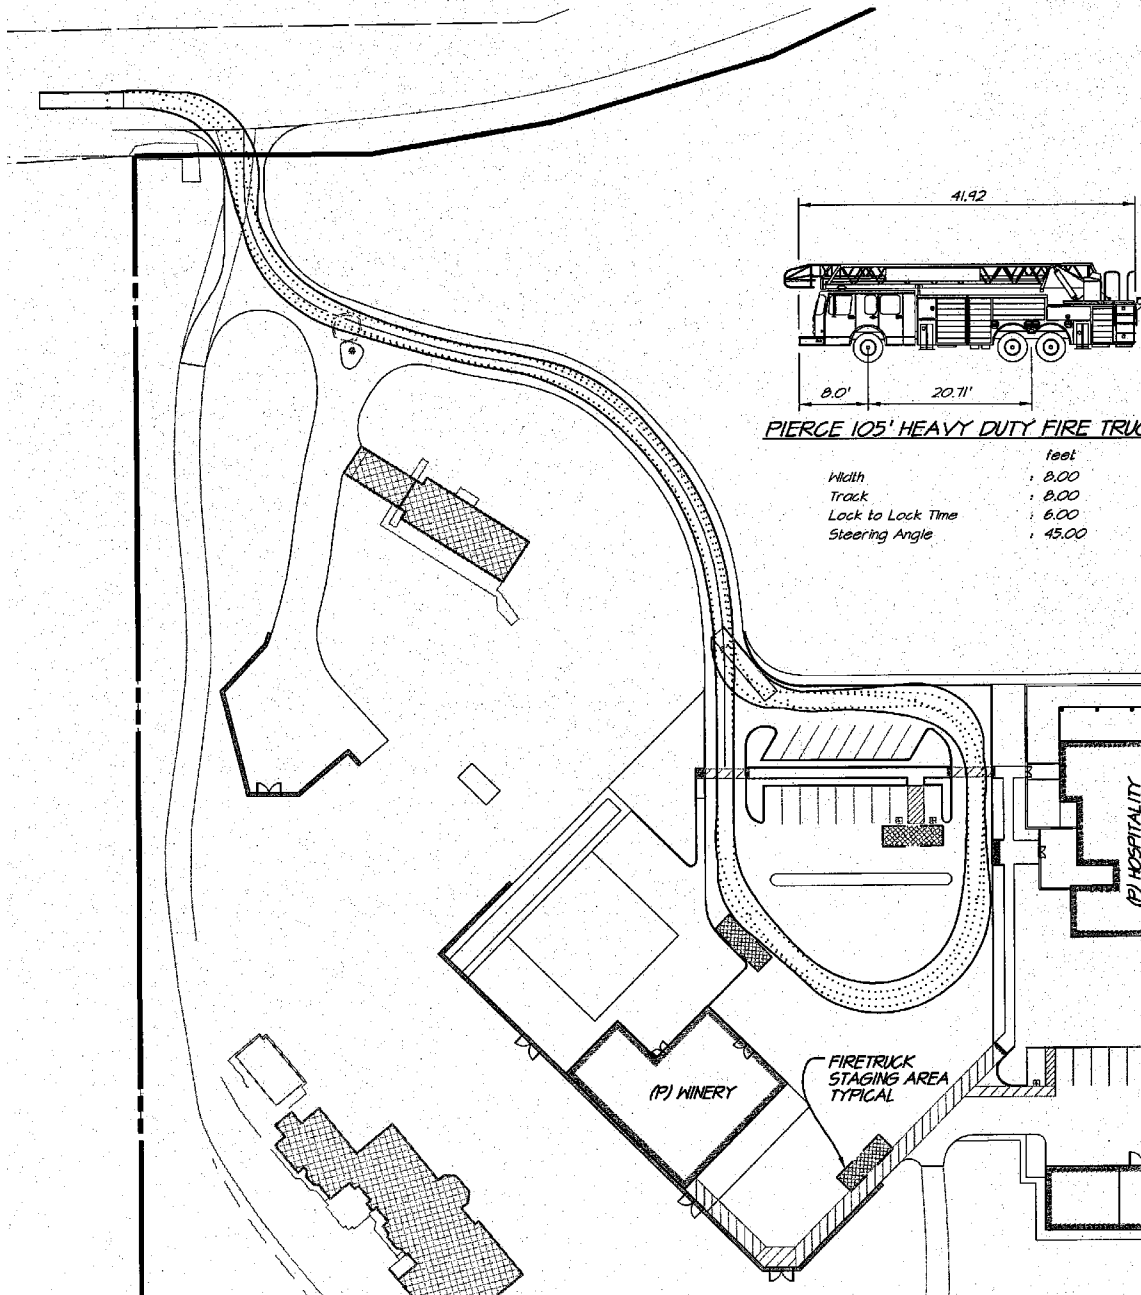 41.92
8.0'
20.71'
PIERCE 105' HEAVY DUTY FIRE TRUC
feet
Width : 8.00
Track : 8.00
Lock to Lock Time : 6.00
Steering Angle : 45.00
(P) HOSPITALITY
(P) WINERY
FIRETRUCK
STAGING AREA
TYPICAL